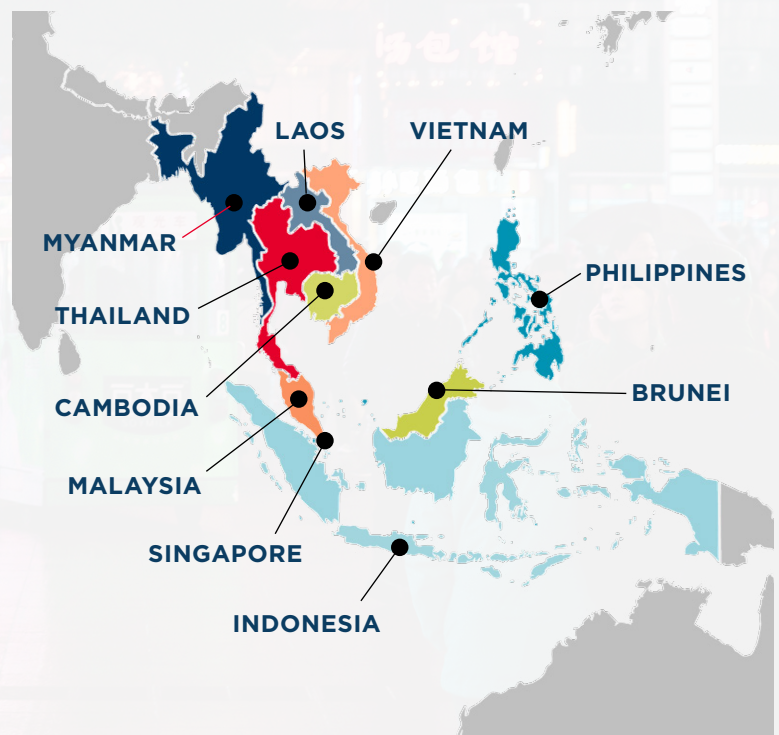 LAOS
VIETNAM
MYANMAR
PHILIPPINES
THAILAND
BRUNEI
CAMBODIA
MALAYSIA
SINGAPORE
INDONESIA